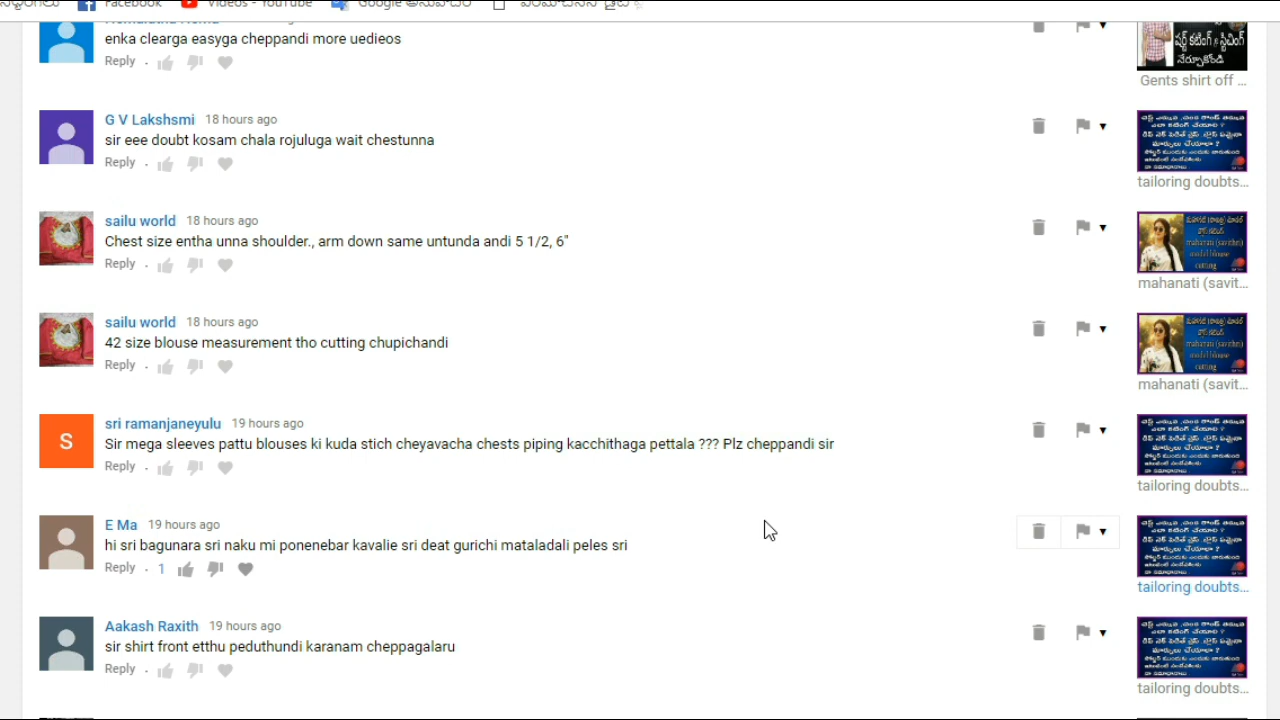 Facebook
Videos - YouTube
enka clearga easyga cheppandi more uedieos
Reply
Gents shirt off ...
G V Lakshsmi 18 hours ago
sir eee doubt kosam chala rojuluga wait chestunna
Reply
tailoring doubts...
sailu world 18 hours ago
Chest size entha unna shoulder., arm down same untunda andi 5 1/2, 6"
Reply
mahanati (savit...
sailu world 18 hours ago
42 size blouse measurement tho cutting chupichandi
Reply
mahanati (savit...
sri ramanjaneyulu 19 hours ago
S
Sir mega sleeves pattu blouses ki kuda stich cheyavacha sleeves piping kacchithaga pettala ??? Plz cheppandi sir
Reply
tailoring doubts...
E Ma 19 hours ago
hi sri bagunara sri naku mi ponenebar kavalie sri deat gurichi mataladali peles sri
Reply 1
tailoring doubts...
Aakash Raxith 19 hours ago
sir shirt front etthu peduthundi karanam cheppagalaru
Reply
tailoring doubts...